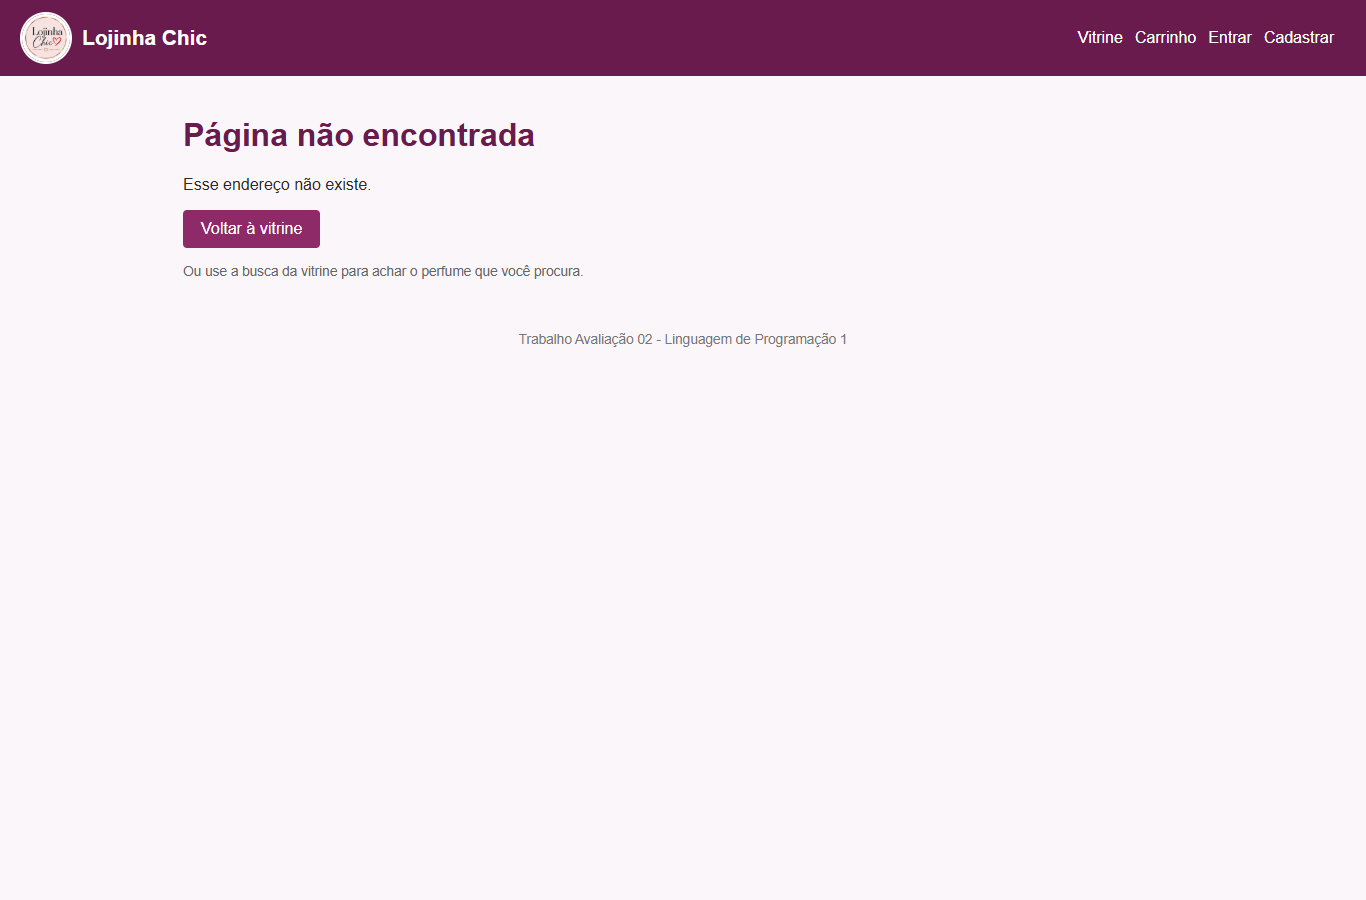 Lojinha
Chic
Lojinha Chic
Vitrine Carrinho Entrar Cadastrar
Página não encontrada
Esse endereço não existe.
Voltar à vitrine
Ou use a busca da vitrine para achar o perfume que você procura.
Trabalho Avaliação 02 - Linguagem de Programação 1